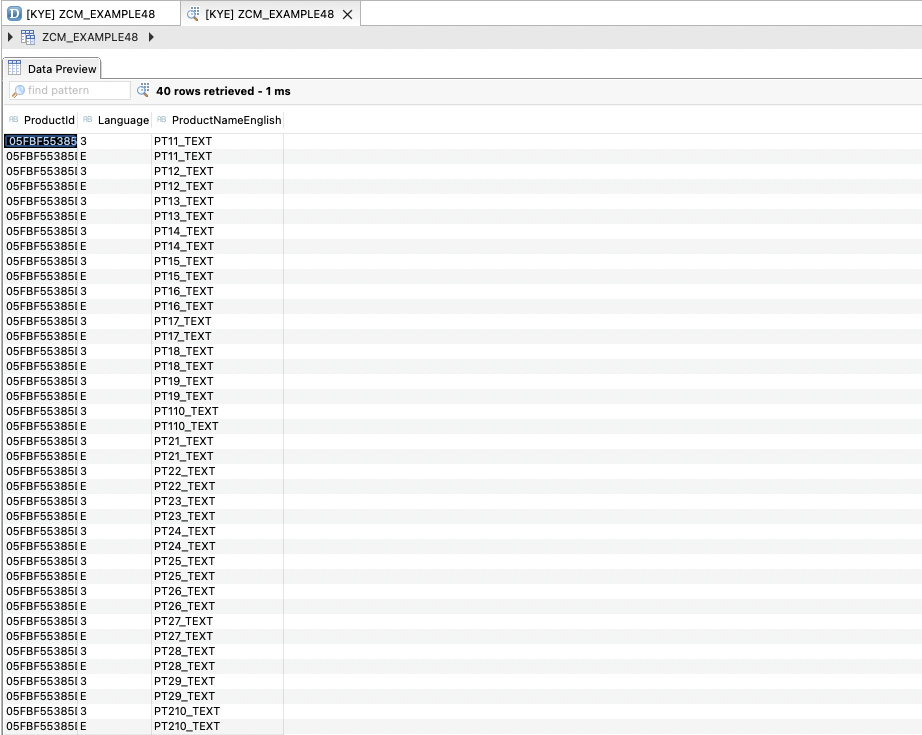 [KYE] ZCM_EXAMPLE48 [KYE] ZCM_EXAMPLE48
ZCM_EXAMPLE48
Data Preview
find pattern 40 rows retrieved - 1 ms
ProductId Language ProductNameEnglish
05FBF55385 3 PT11_TEXT
05FBF55385 E PT11_TEXT
05FBF55385 3 PT12_TEXT
05FBF55385 E PT12_TEXT
05FBF55385 3 PT13_TEXT
05FBF55385 E PT13_TEXT
05FBF55385 3 PT14_TEXT
05FBF55385 E PT14_TEXT
05FBF55385 3 PT15_TEXT
05FBF55385 E PT15_TEXT
05FBF55385 3 PT16_TEXT
05FBF55385 E PT16_TEXT
05FBF55385 3 PT17_TEXT
05FBF55385 E PT17_TEXT
05FBF55385 3 PT18_TEXT
05FBF55385 E PT18_TEXT
05FBF55385 3 PT19_TEXT
05FBF55385 E PT19_TEXT
05FBF55385 3 PT110_TEXT
05FBF55385 E PT110_TEXT
05FBF55385 3 PT21_TEXT
05FBF55385 E PT21_TEXT
05FBF55385 3 PT22_TEXT
05FBF55385 E PT22_TEXT
05FBF55385 3 PT23_TEXT
05FBF55385 E PT23_TEXT
05FBF55385 3 PT24_TEXT
05FBF55385 E PT24_TEXT
05FBF55385 3 PT25_TEXT
05FBF55385 E PT25_TEXT
05FBF55385 3 PT26_TEXT
05FBF55385 E PT26_TEXT
05FBF55385 3 PT27_TEXT
05FBF55385 E PT27_TEXT
05FBF55385 3 PT28_TEXT
05FBF55385 E PT28_TEXT
05FBF55385 3 PT29_TEXT
05FBF55385 E PT29_TEXT
05FBF55385 3 PT210_TEXT
05FBF55385 E PT210_TEXT